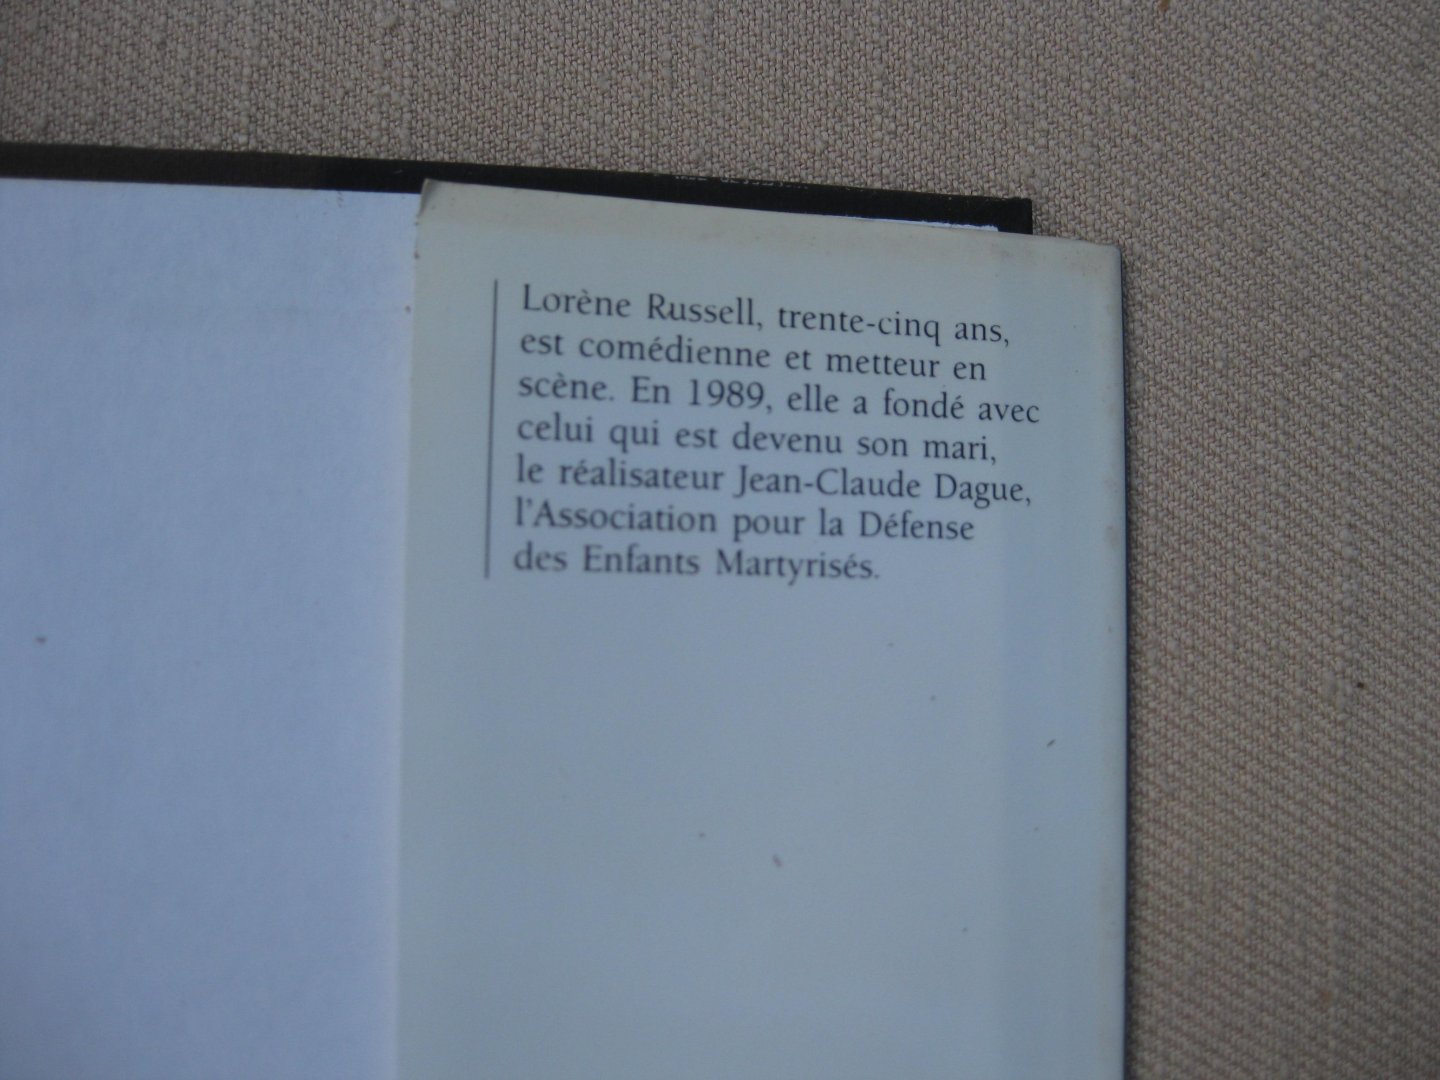 Lorène Russell, trente-cinq ans,
est comédienne et metteur en
scène. En 1989, elle a fondé avec
celui qui est devenu son mari,
le réalisateur Jean-Claude Dague,
l'Association pour la Défense
des Enfants Martyrisés.